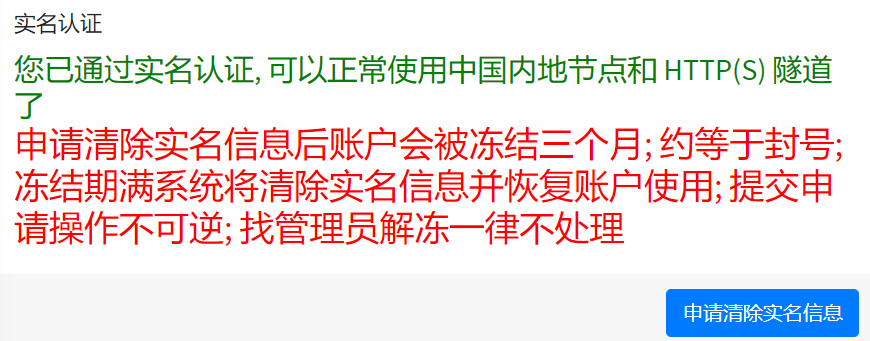 实名认证
您已通过实名认证, 可以正常使用中国内地节点和 HTTP(S) 隧道
了
申请清除实名信息后账户会被冻结三个月; 约等于封号;
冻结期满系统将清除实名信息并恢复账户使用; 提交申
请操作不可逆; 找管理员解冻一律不处理
申请清除实名信息